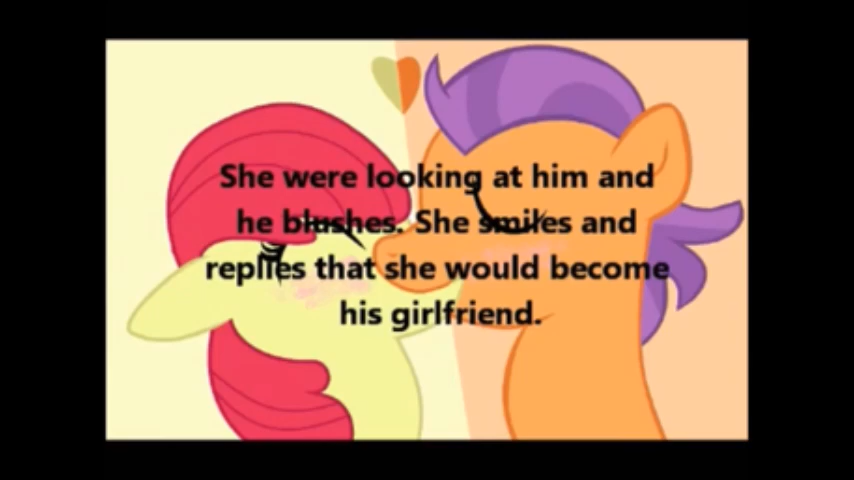 She were looking at him and
he blushes. She smiles and
replies that she would become
his girlfriend.